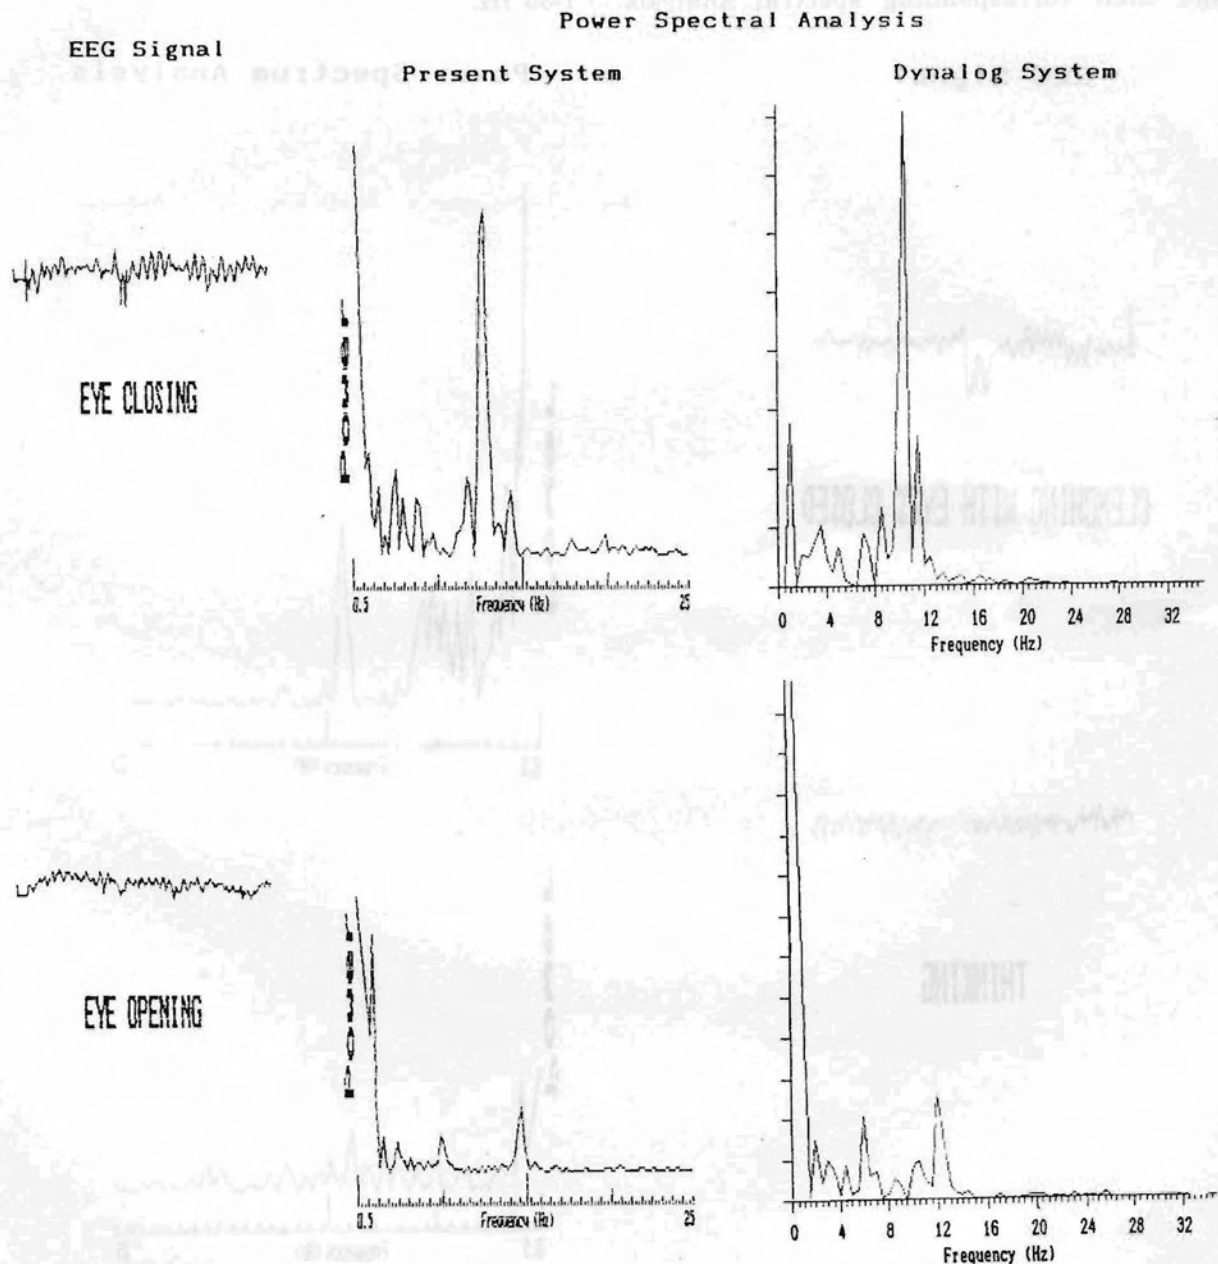 Power Spectral Analysis
EEG Signal
Present System
Dynalog System
Power
EYE CLOSING
0.5 Frequency (Hz) 25
0 4 8 12 16 20 24 28 32
Frequency (Hz)
Power
EYE OPENING
0.5 Frequency (Hz) 25
0 4 8 12 16 20 24 28 32
Frequency (Hz)